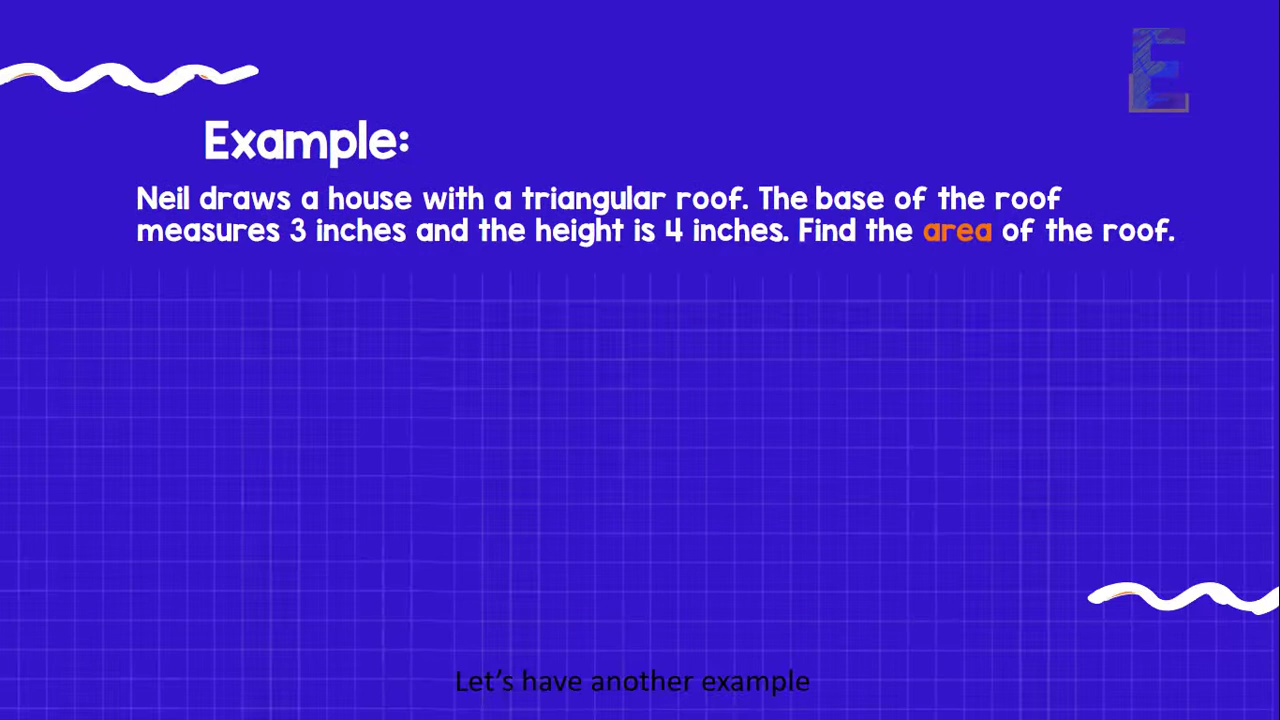 E
Example:
Neil draws a house with a triangular roof. The base of the roof
measures 3 inches and the height is 4 inches. Find the area of the roof.
Let's have another example